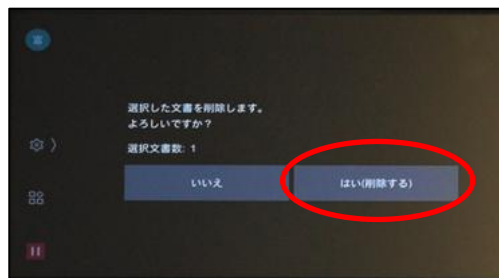 選択した文書を削除します。
よろしいですか？
選択文書数: 1
いいえ
はい(削除する)